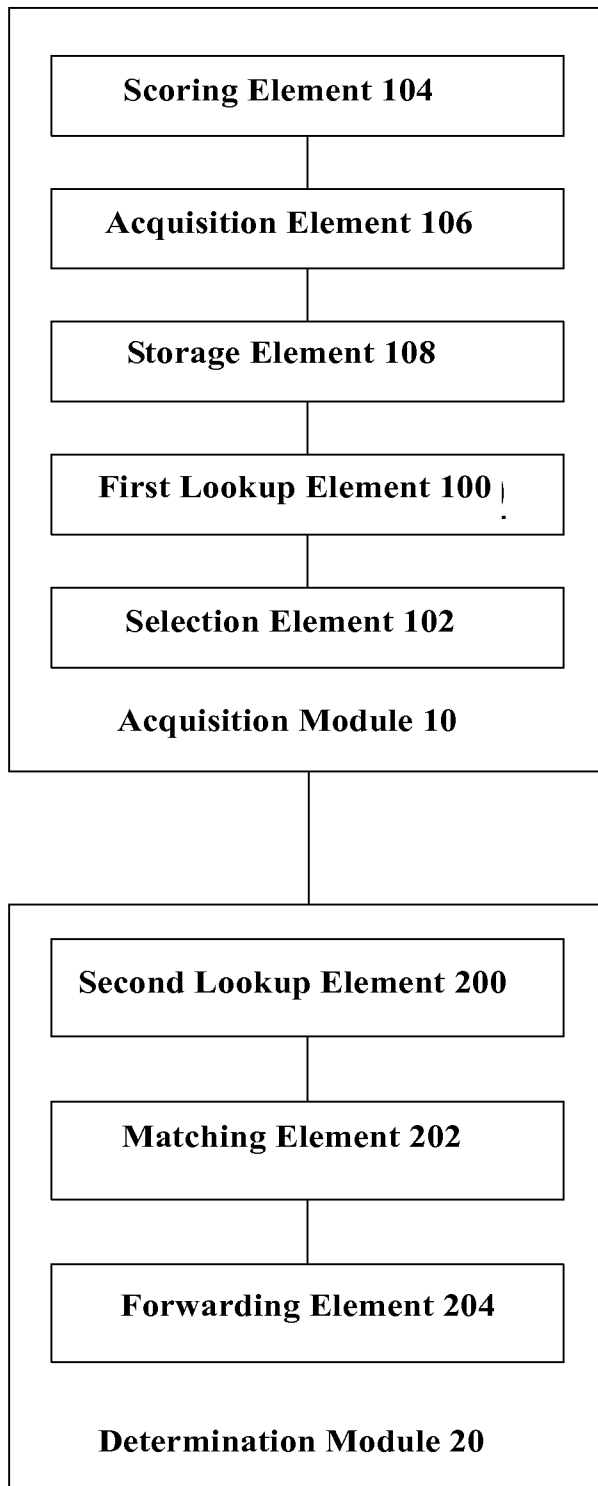 Scoring Element 104
Acquisition Element 106
Storage Element 108
First Lookup Element 100
Selection Element 102
Acquisition Module 10
Second Lookup Element 200
Matching Element 202
Forwarding Element 204
Determination Module 20